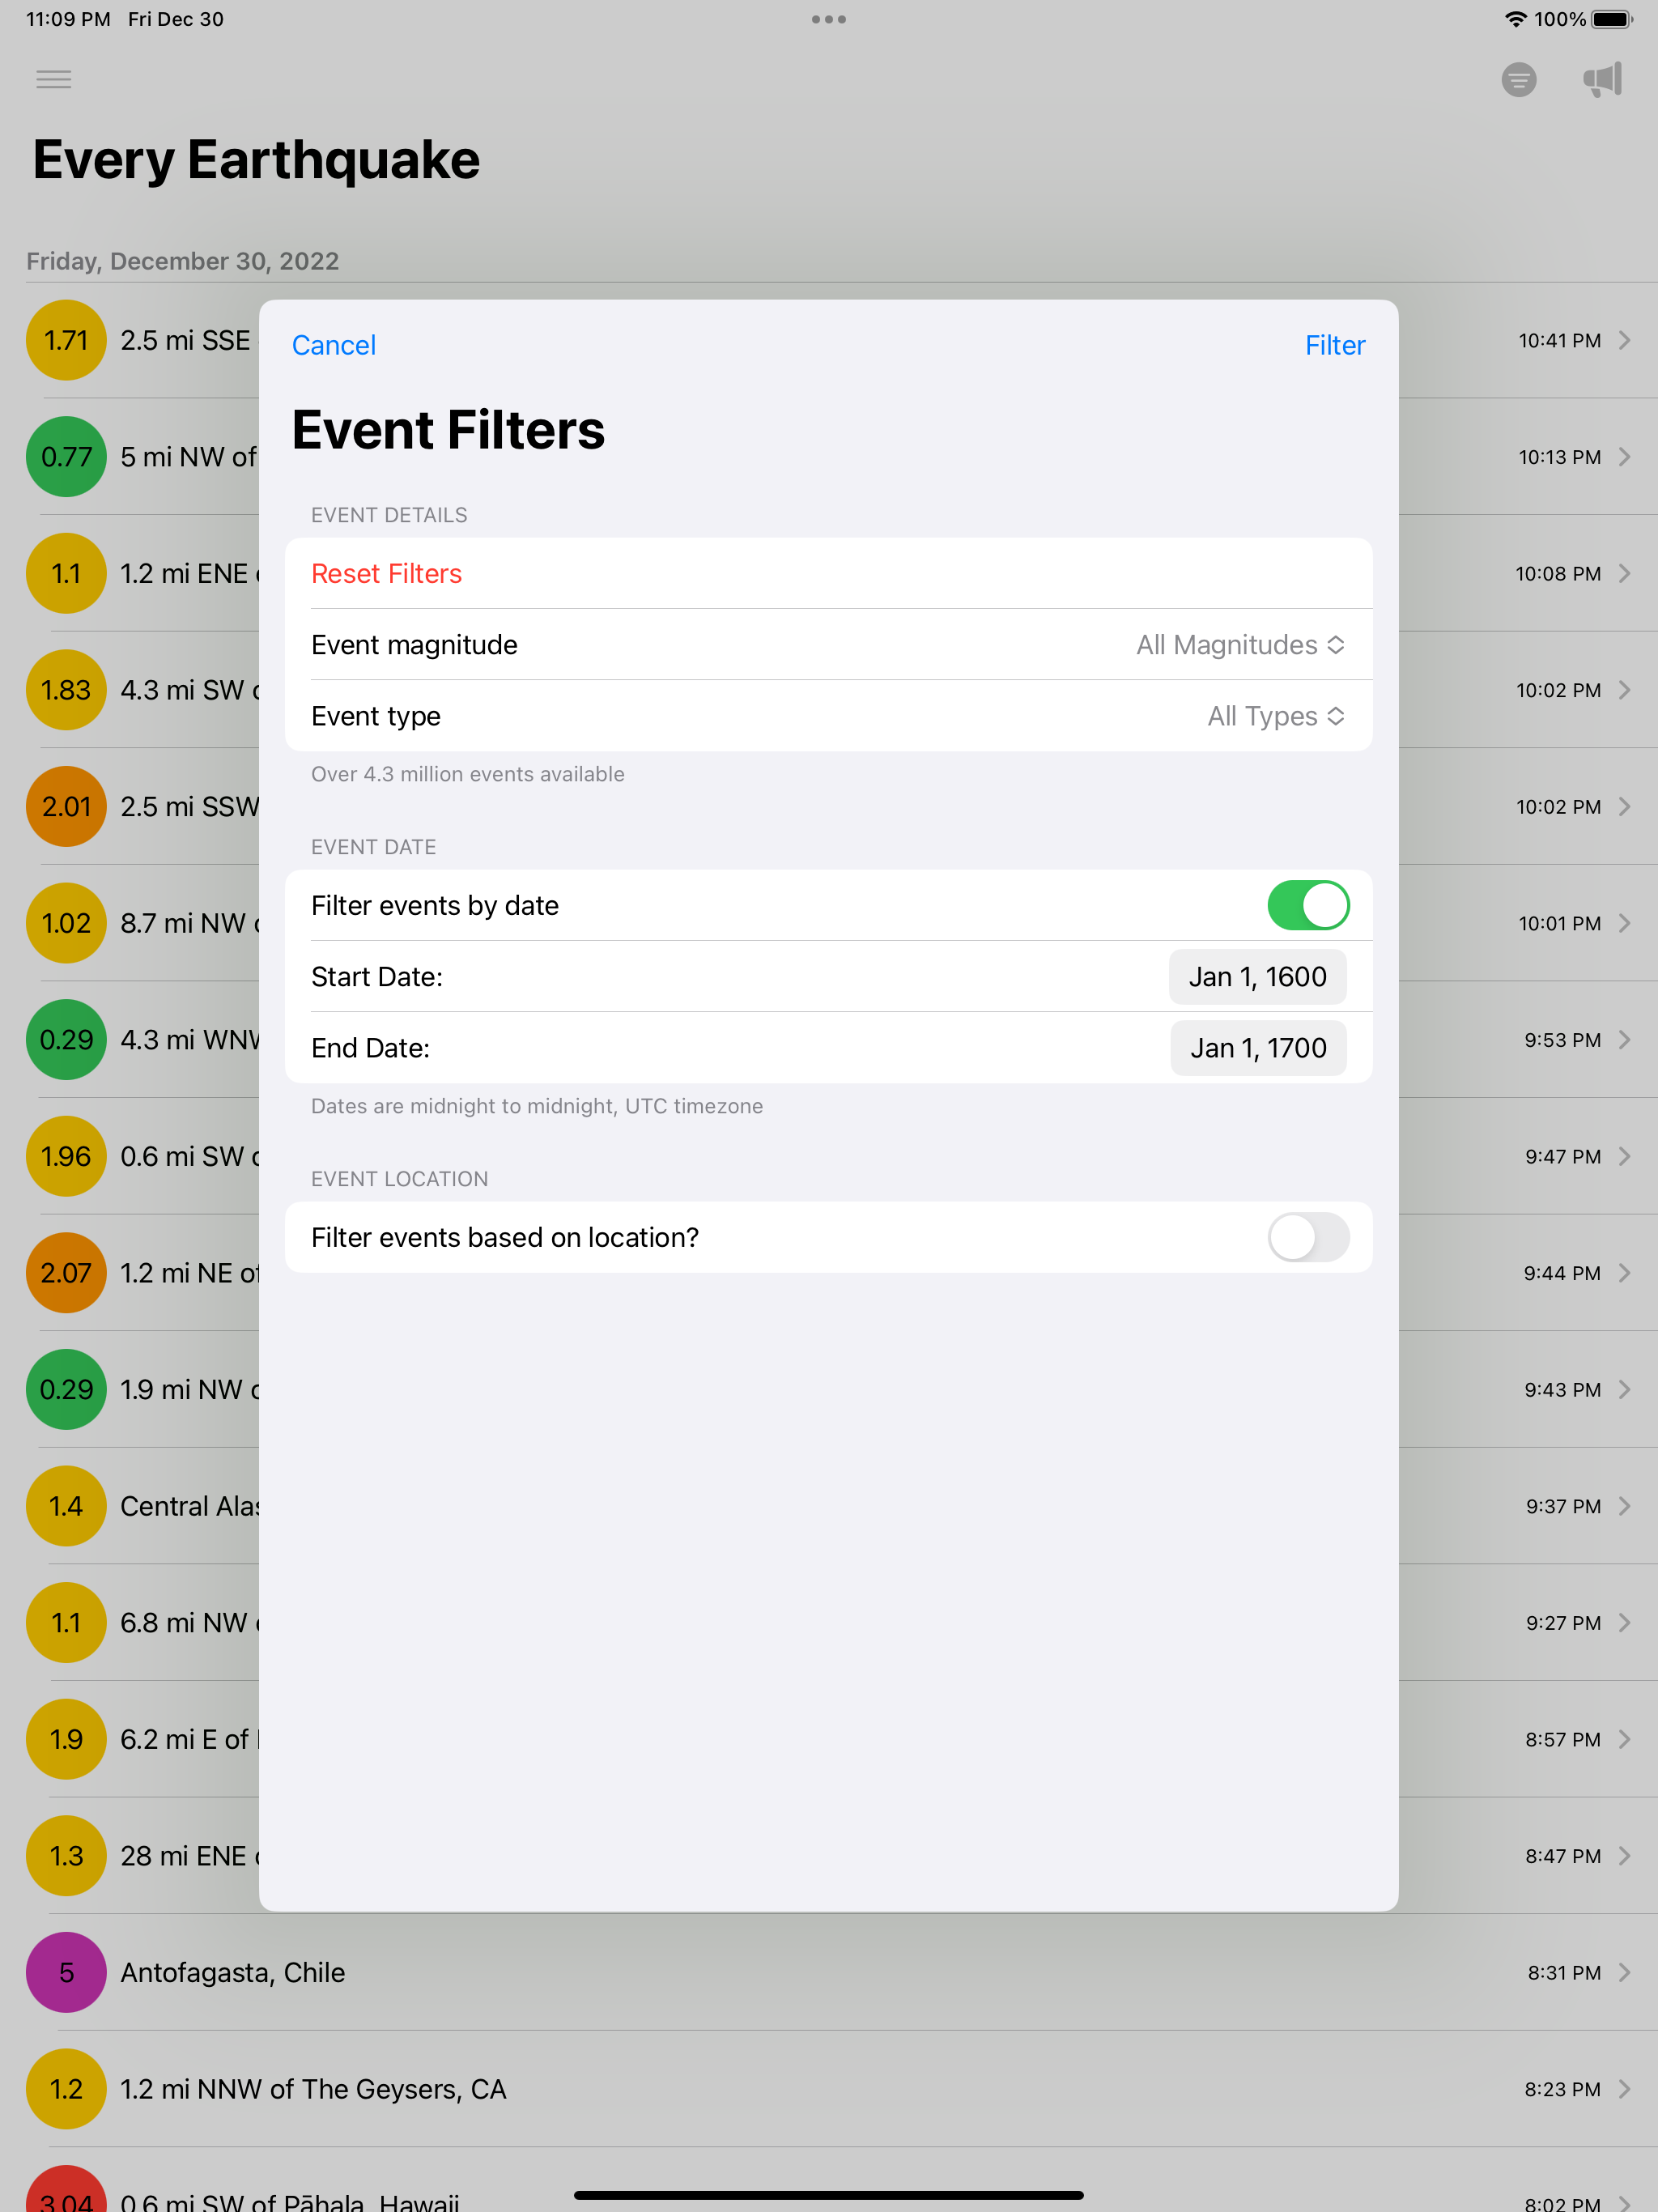 11:09 PM Fri Dec 30
100%
Every Earthquake
Friday, December 30, 2022
1.71 2.5 mi SSE 10:41 PM
0.77 5 mi NW of 10:13 PM
1.1 1.2 mi ENE 10:08 PM
1.83 4.3 mi SW 10:02 PM
2.01 2.5 mi SSW 10:02 PM
1.02 8.7 mi NW 10:01 PM
0.29 4.3 mi WNW 9:53 PM
1.96 0.6 mi SW 9:47 PM
2.07 1.2 mi NE of 9:44 PM
0.29 1.9 mi NW 9:43 PM
1.4 Central 9:37 PM
1.1 6.8 mi NW 9:27 PM
1.9 6.2 mi E of 8:57 PM
1.3 28 mi ENE 8:47 PM
5 Antofagasta, Chile 8:31 PM
1.2 1.2 mi NNW of The Geysers, CA 8:23 PM
3.04 0.6 mi SW of Pāhala, Hawaii 8:02 PM
Cancel
Filter
Event Filters
EVENT DETAILS
Reset Filters
Event magnitude All Magnitudes
Event type All Types
Over 4.3 million events available
EVENT DATE
Filter events by date
Start Date: Jan 1, 1600
End Date: Jan 1, 1700
Dates are midnight to midnight, UTC timezone
EVENT LOCATION
Filter events based on location?